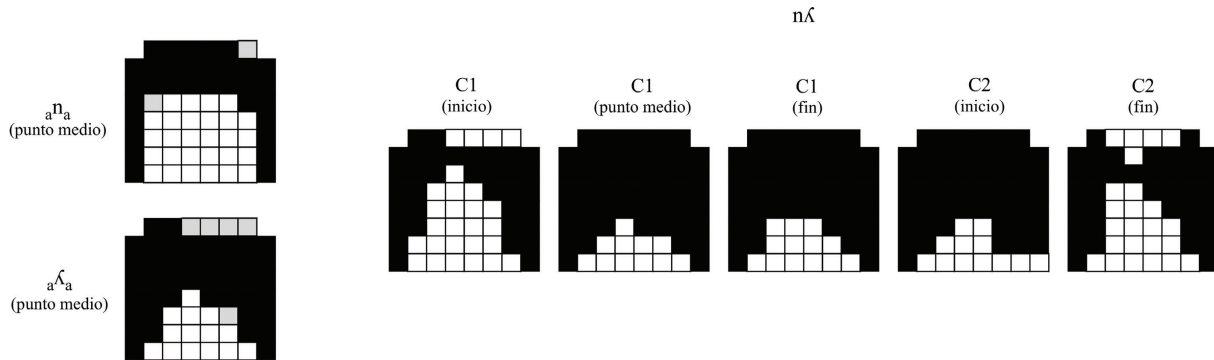 nʎ
C1
(inicio)
C1
(punto medio)
C1
(fin)
C2
(inicio)
C2
(fin)
ₐnₐ
(punto medio)
ₐʎₐ
(punto medio)